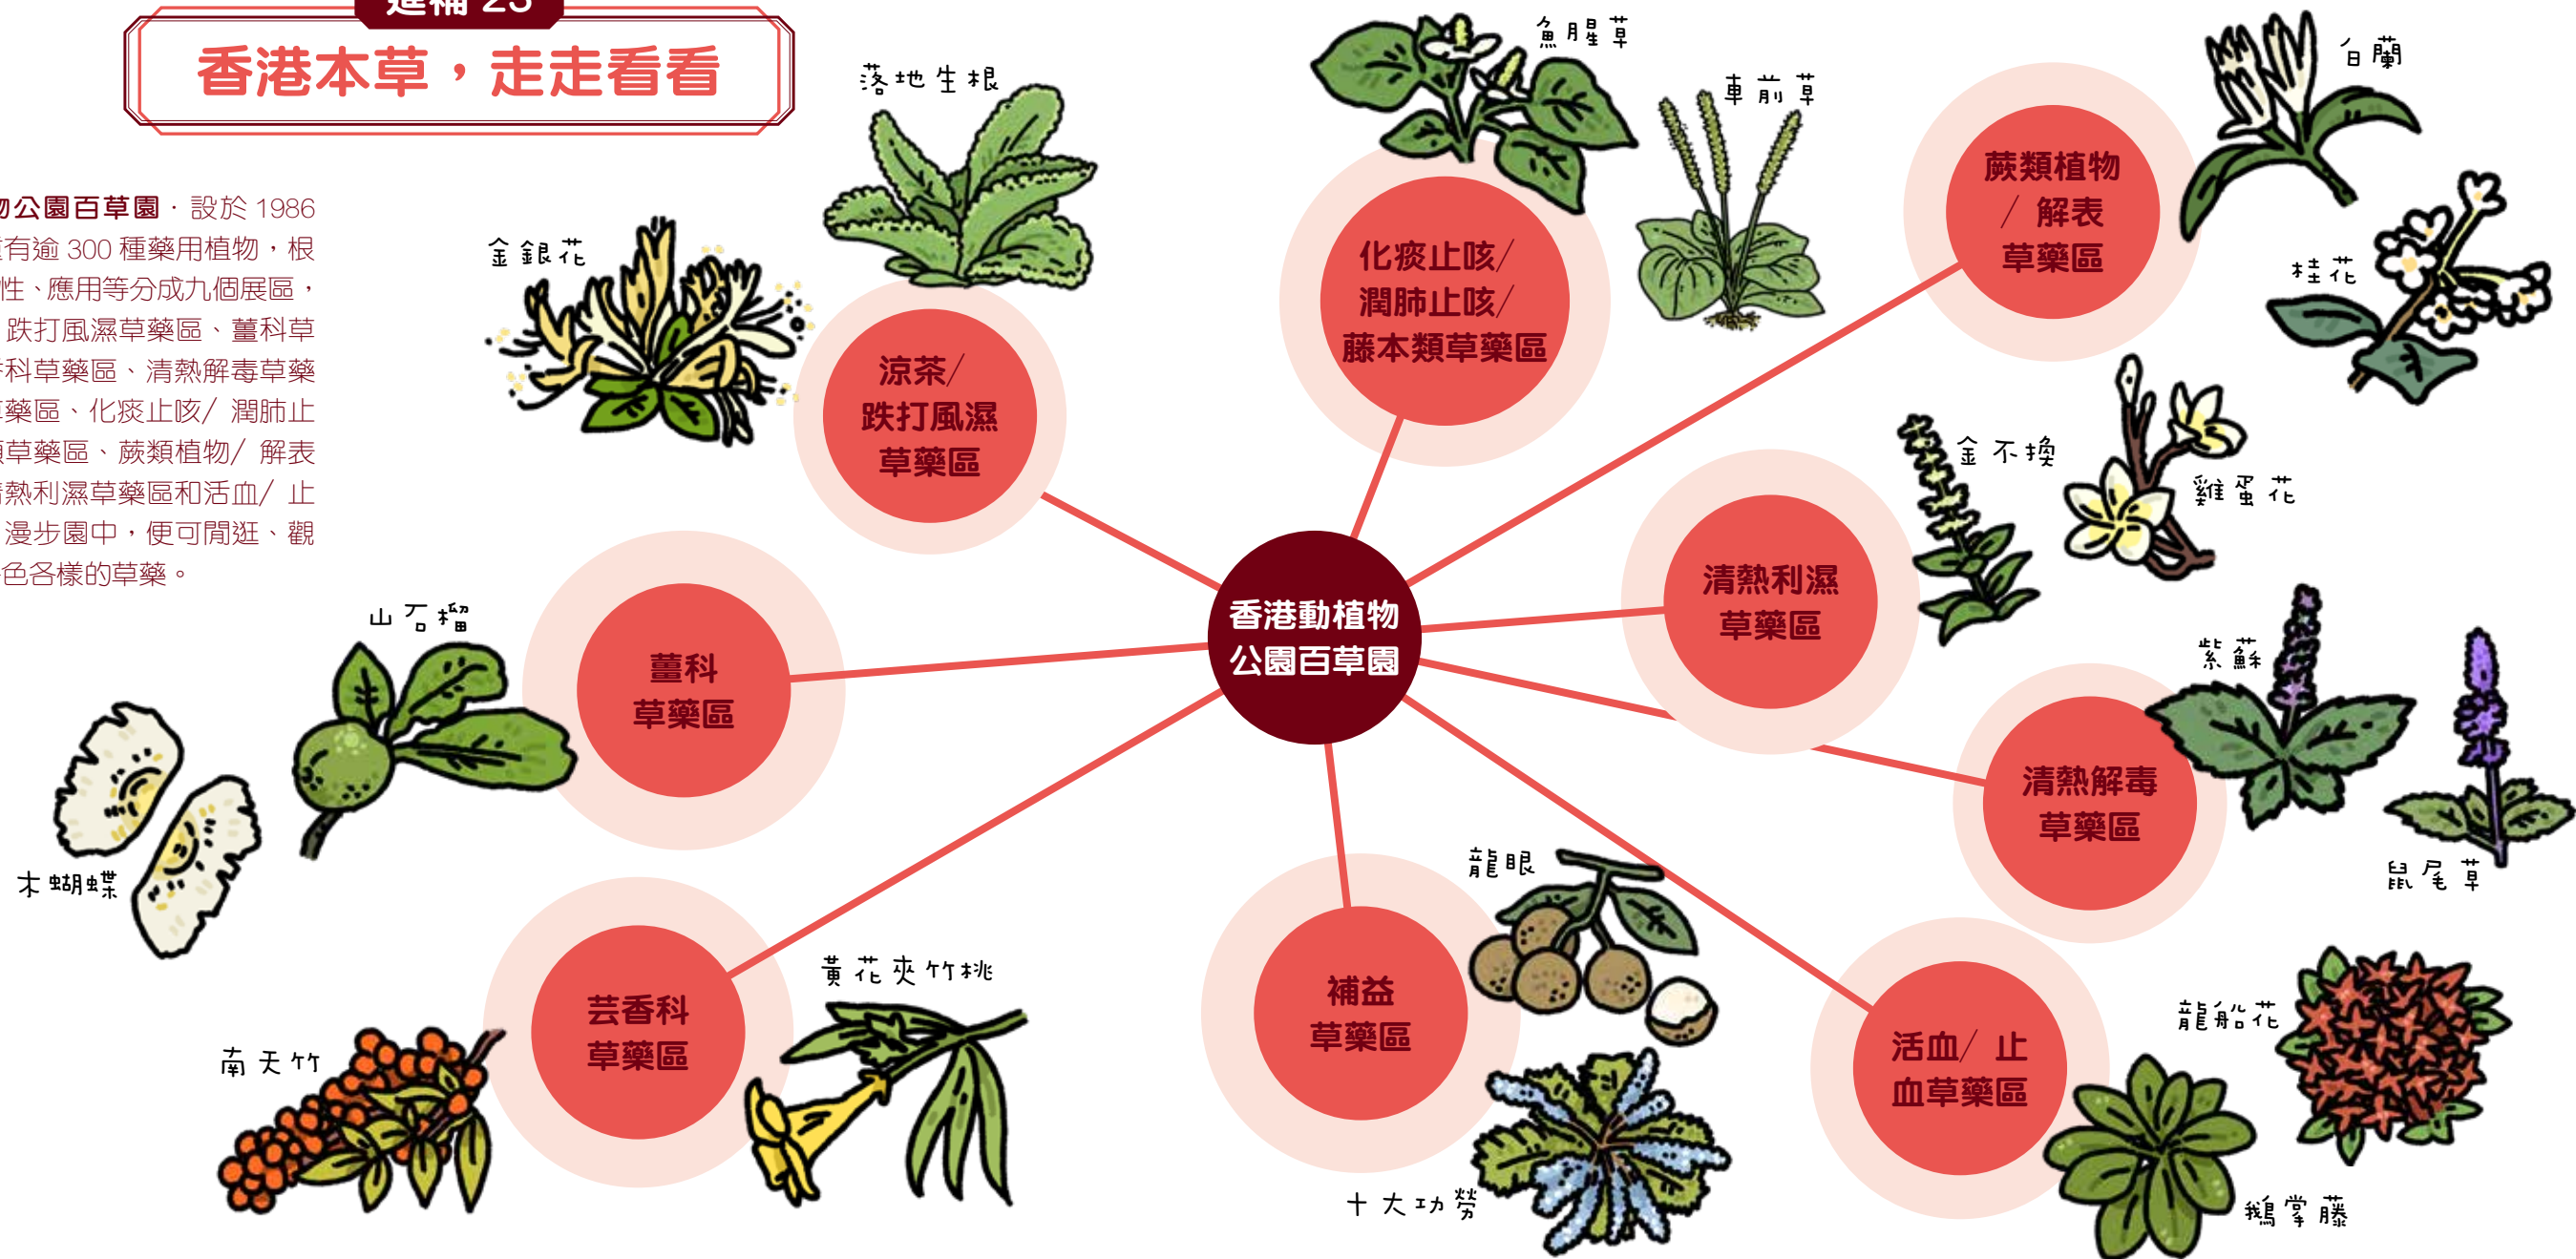 進補 23
香港本草，走走看看
物公園百草園．設於 1986
有逾 300 種藥用植物，根
性、應用等分成九個展區，
跌打風濕草藥區、薑科草
科草藥區、清熱解毒草藥
藥區、化痰止咳/ 潤肺止
草藥區、蕨類植物/ 解表
熱利濕草藥區和活血/ 止
漫步園中，便可閒逛、觀
色各樣的草藥。
落地生根
金銀花
涼茶/
跌打風濕
草藥區
魚腥草
車前草
化痰止咳/
潤肺止咳/
藤本類草藥區
白蘭
桂花
蕨類植物
/ 解表
草藥區
金不換
雞蛋花
清熱利濕
草藥區
香港動植物
公園百草園
山石榴
木蝴蝶
薑科
草藥區
紫蘇
鼠尾草
清熱解毒
草藥區
南天竹
黃花夾竹桃
芸香科
草藥區
龍眼
十大功勞
補益
草藥區
龍船花
鵝掌藤
活血/ 止
血草藥區